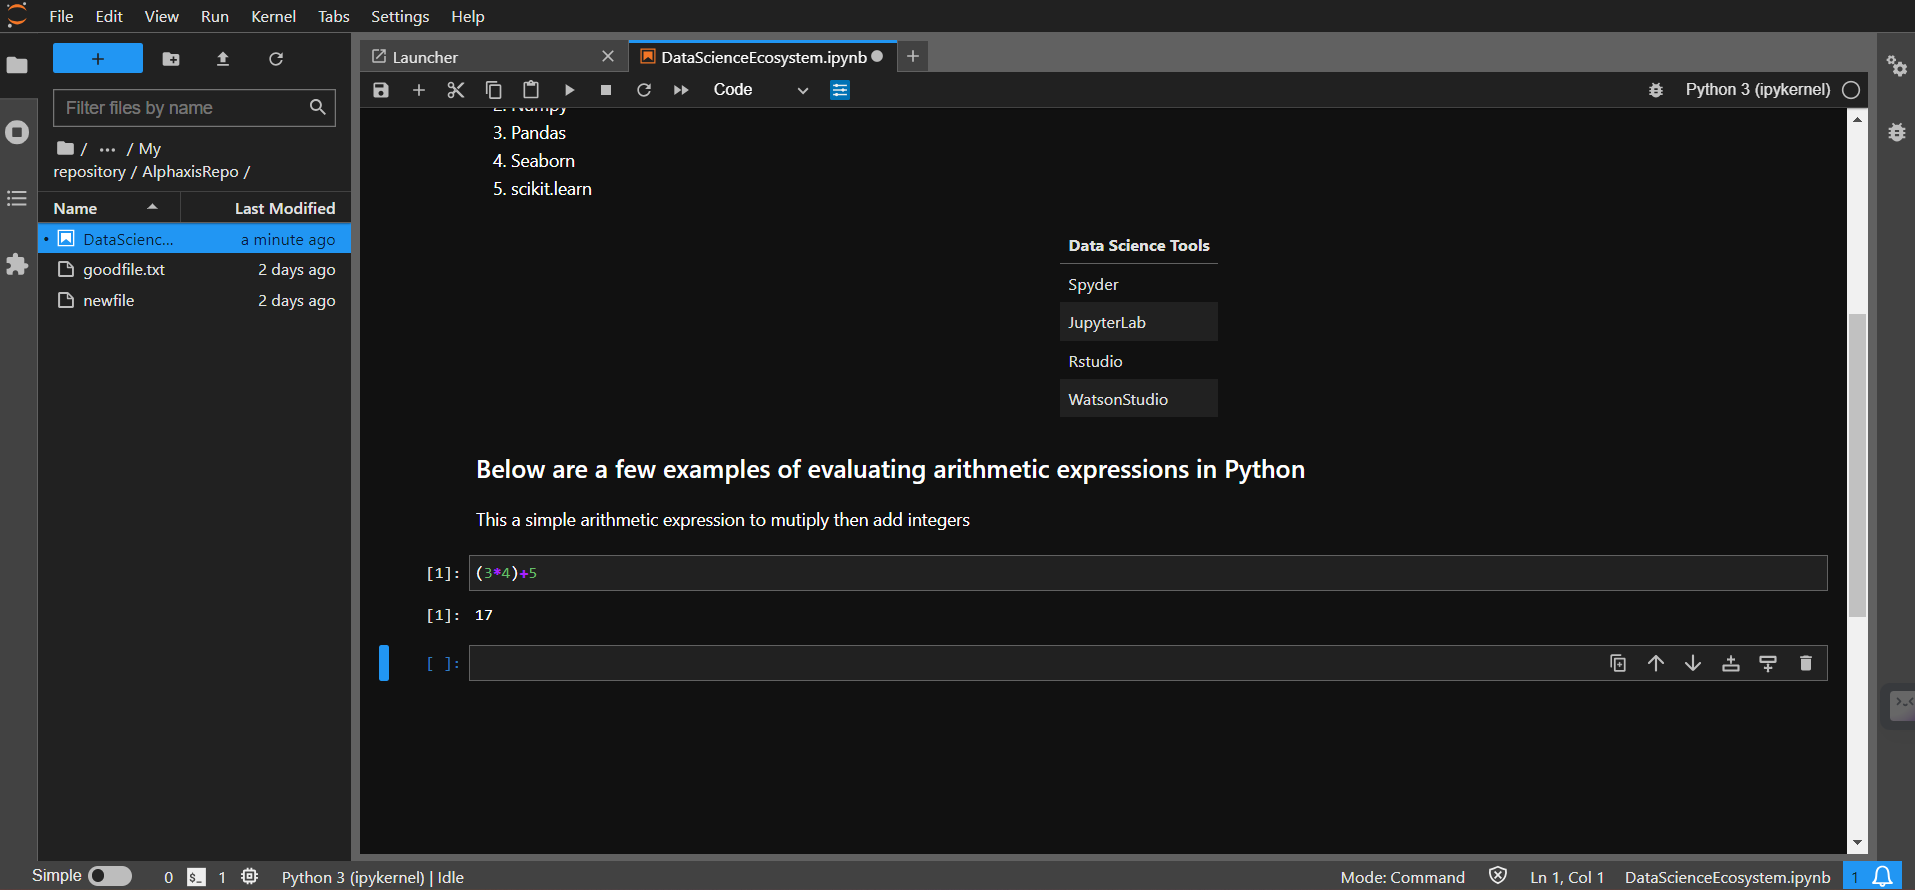 File Edit View Run Kernel Tabs Settings Help
+
Filter files by name
/ ... / My
repository / AlphaxisRepo /
Name Last Modified
DataScienc... a minute ago
goodfile.txt 2 days ago
newfile 2 days ago
Launcher DataScienceEcosystem.ipynb
Code Python 3 (ipykernel)
2. Numpy
3. Pandas
4. Seaborn
5. scikit.learn
Data Science Tools
Spyder
JupyterLab
Rstudio
WatsonStudio
Below are a few examples of evaluating arithmetic expressions in Python
This a simple arithmetic expression to mutiply then add integers
[1]: (3*4)+5
[1]: 17
[ ]:
Simple 0 $_ 1 Python 3 (ipykernel) | Idle Mode: Command Ln 1, Col 1 DataScienceEcosystem.ipynb 1